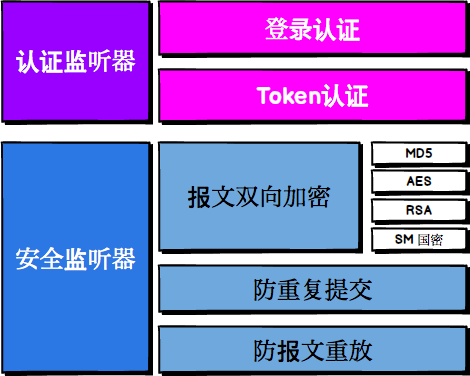 认证监听器
登录认证
Token认证
安全监听器
报文双向加密
MD5
AES
RSA
SM 国密
防重复提交
防报文重放